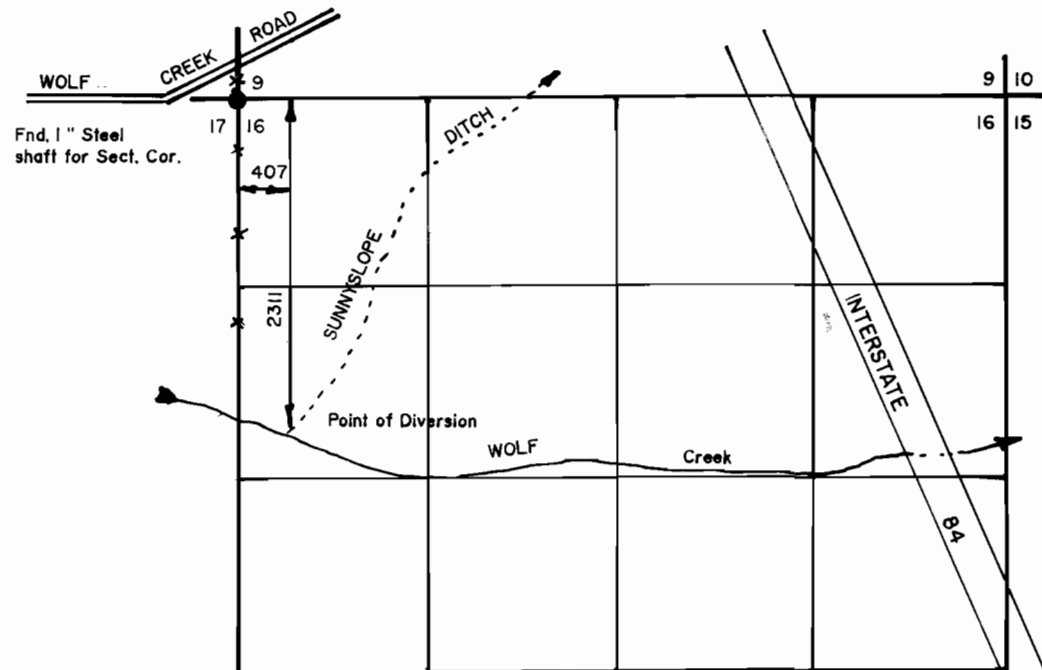 WOLF CREEK ROAD
9
9 10
17 16
16 15
Fnd. 1" Steel
shaft for Sect. Cor.
407
DITCH
SUNNYSLOPE
2311
INTERSTATE
Point of Diversion
WOLF Creek
84